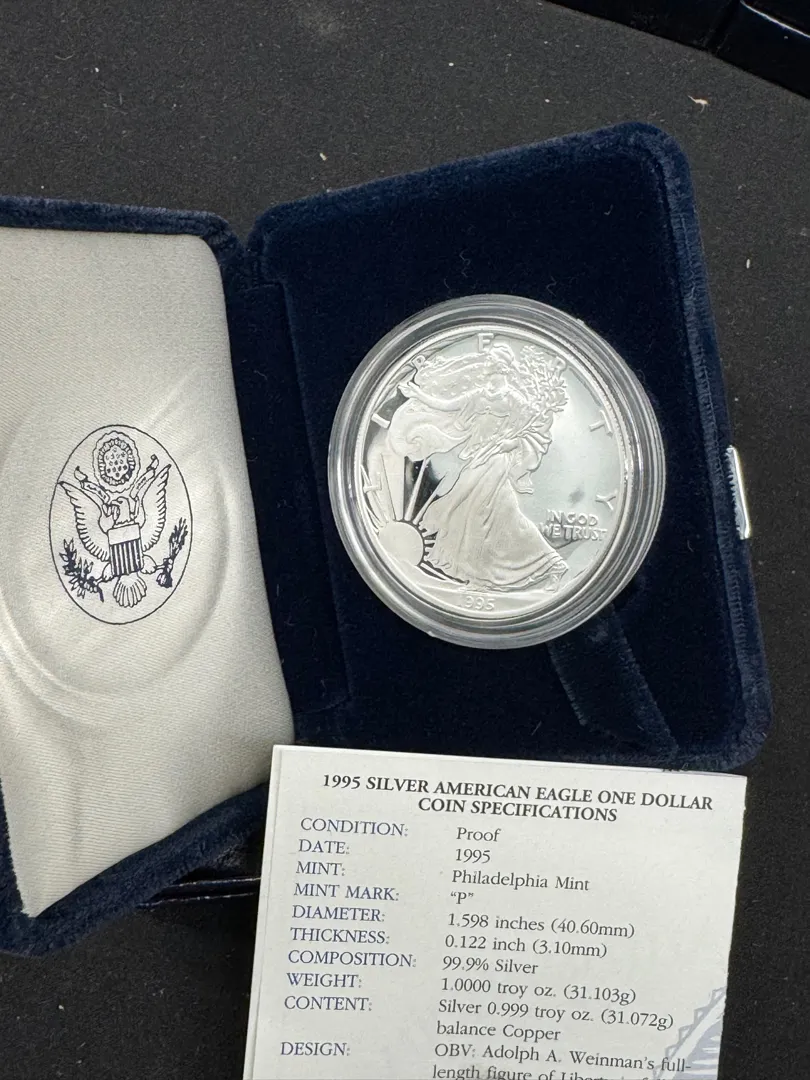 LIBERTY
IN GOD
WE TRUST
1995
1995 SILVER AMERICAN EAGLE ONE DOLLAR
COIN SPECIFICATIONS
CONDITION: Proof
DATE: 1995
MINT: Philadelphia Mint
MINT MARK: “P”
DIAMETER: 1.598 inches (40.60mm)
THICKNESS: 0.122 inch (3.10mm)
COMPOSITION: 99.9% Silver
WEIGHT: 1.0000 troy oz. (31.103g)
CONTENT: Silver 0.999 troy oz. (31.072g)
balance Copper
DESIGN: OBV: Adolph A. Weinman's full-
length figure of